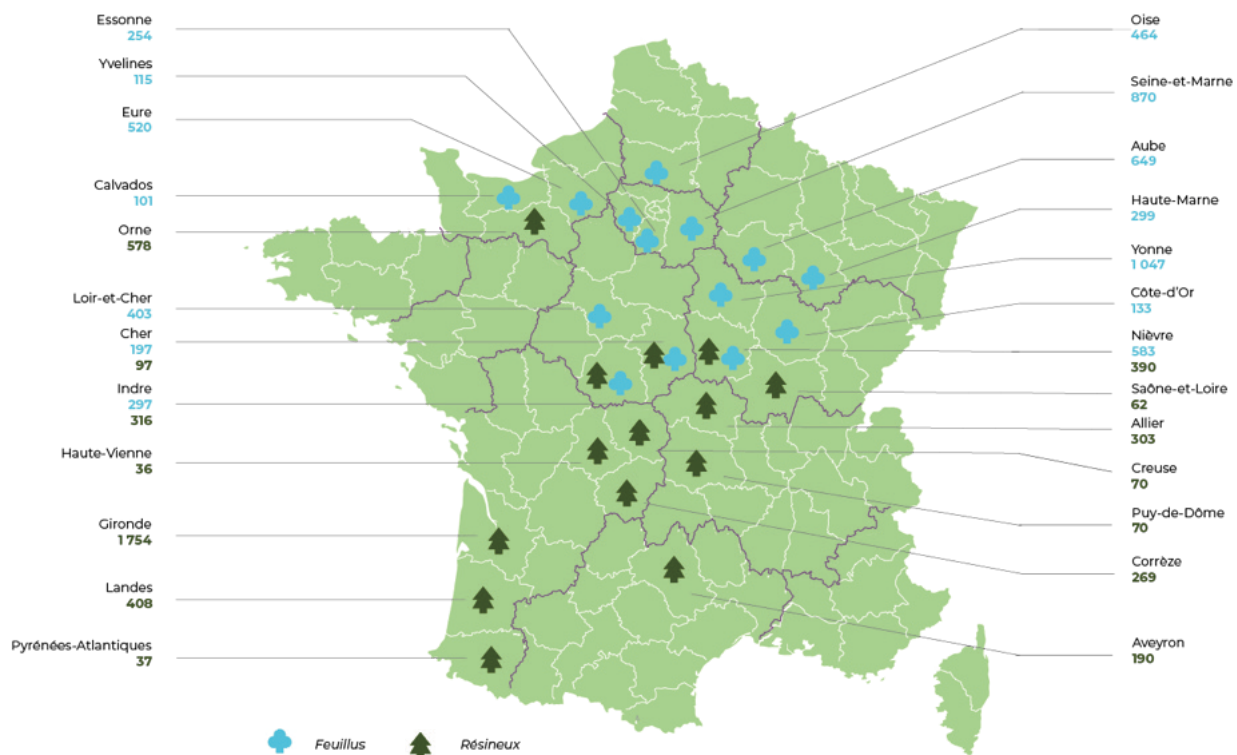 Essonne
254
Yvelines
115
Eure
520
Calvados
101
Orne
578
Loir-et-Cher
403
Cher
197
97
Indre
297
316
Haute-Vienne
36
Gironde
1 754
Landes
408
Pyrénées-Atlantiques
37
Oise
464
Seine-et-Marne
870
Aube
649
Haute-Marne
299
Yonne
1 047
Côte-d'Or
133
Nièvre
583
390
Saône-et-Loire
62
Allier
303
Creuse
70
Puy-de-Dôme
70
Corrèze
269
Aveyron
190
Feuillus
Résineux